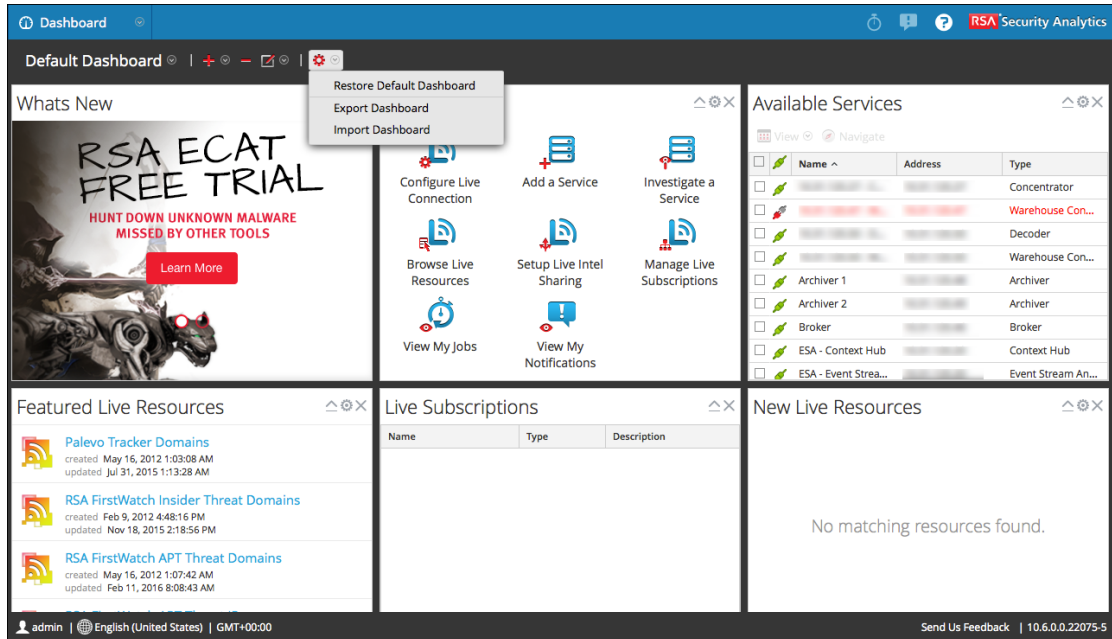 Dashboard
RSA Security Analytics
Default Dashboard
Restore Default Dashboard
Export Dashboard
Import Dashboard
Whats New
RSA ECAT
FREE TRIAL
HUNT DOWN UNKNOWN MALWARE
MISSED BY OTHER TOOLS
Learn More
Configure Live
Connection
Add a Service
Investigate a
Service
Browse Live
Resources
Setup Live Intel
Sharing
Manage Live
Subscriptions
View My Jobs
View My
Notifications
Available Services
View
Navigate
Name Address Type
Concentrator
Warehouse Con...
Decoder
Warehouse Con...
Archiver 1 Archiver
Archiver 2 Archiver
Broker Broker
ESA - Context Hub Context Hub
ESA - Event Strea... Event Stream An...
Featured Live Resources
Palevo Tracker Domains
created May 16, 2012 1:03:08 AM
updated Jul 31, 2015 1:13:28 AM
RSA FirstWatch Insider Threat Domains
created Feb 9, 2012 4:48:16 PM
updated Nov 18, 2015 2:18:56 PM
RSA FirstWatch APT Threat Domains
created May 16, 2012 1:07:42 AM
updated Feb 11, 2016 8:08:43 AM
Live Subscriptions
Name Type Description
New Live Resources
No matching resources found.
admin | English (United States) | GMT+00:00
Send Us Feedback | 10.6.0.0.22075-5